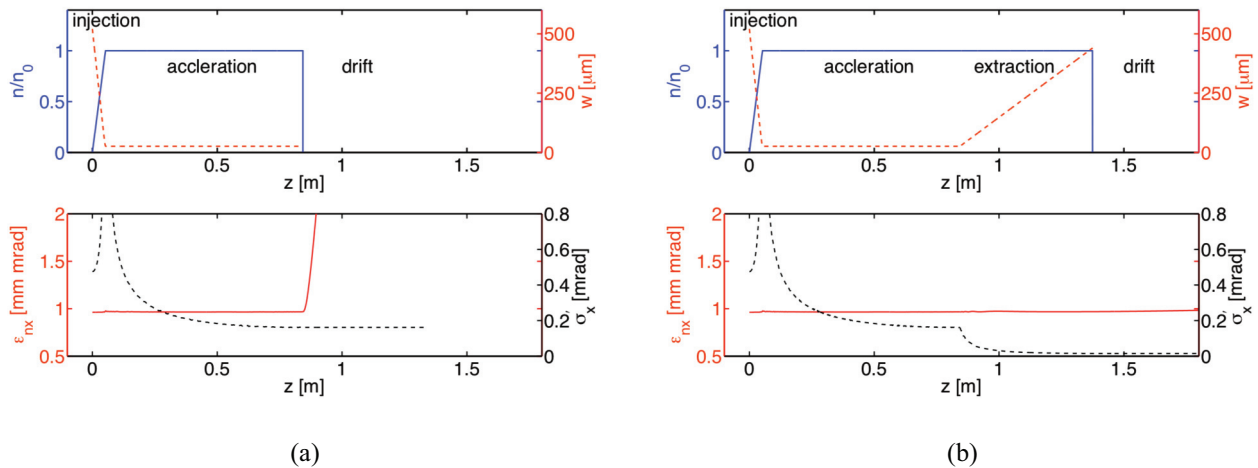 injection
accleration
drift
n/n0
1
0.5
0
w [μm]
500
250
0
0
0.5
1
1.5
z [m]
εnx [mm mrad]
2
1.5
1
0.5
σx [mrad]
0.8
0.6
0.4
0.2
0
0
0.5
1
1.5
z [m]
(a)
injection
accleration
extraction
drift
n/n0
1
0.5
0
w [μm]
500
250
0
0
0.5
1
1.5
z [m]
εnx [mm mrad]
2
1.5
1
0.5
σx [mrad]
0.8
0.6
0.4
0.2
0
0
0.5
1
1.5
z [m]
(b)